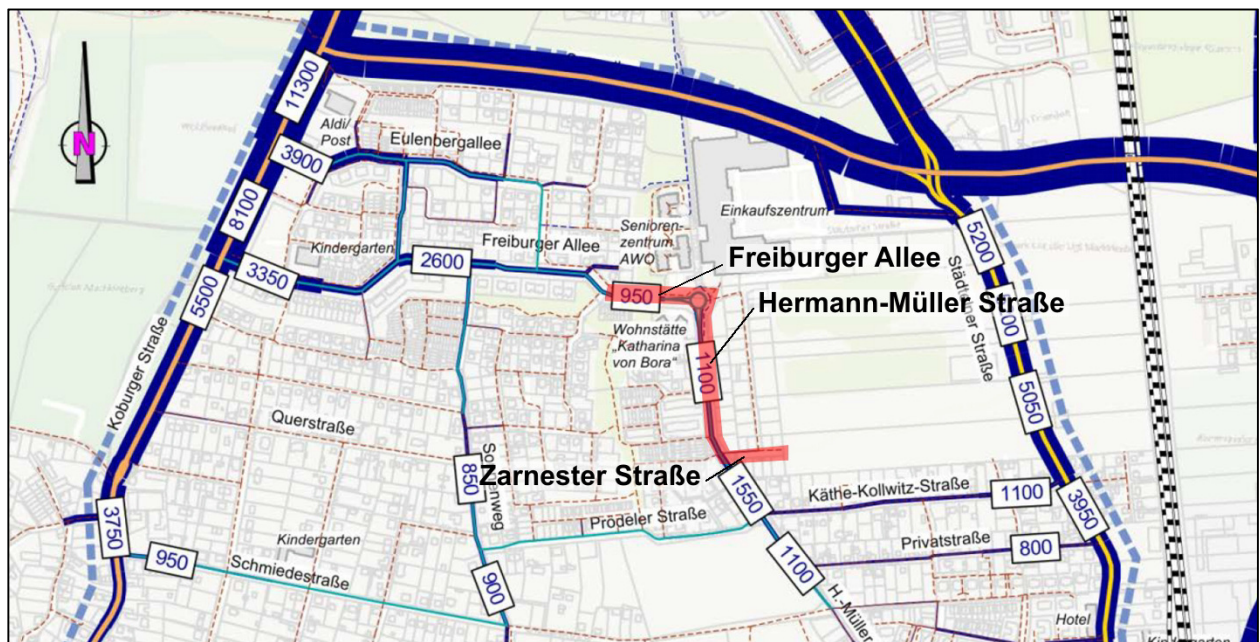 N
11300
Aldi/
Post
3900
Eulenbergallee
8100
Kindergarten
Freiburger Allee
2600
3350
5500
Koburger Straße
Senioren-
zentrum
AWO
Einkaufszentrum
Freiburger Allee
950
Hermann-Müller Straße
Wohnstätte
„Katharina
von Bora“
1100
5200
Städtelner Straße
5050
Querstraße
850
Zarnester Straße
1550
Käthe-Kollwitz-Straße
1100
3950
Prödeler Straße
Privatstraße
800
3750
950
Schmiedestraße
Kindergarten
900
1100
H.-Müller
Hotel